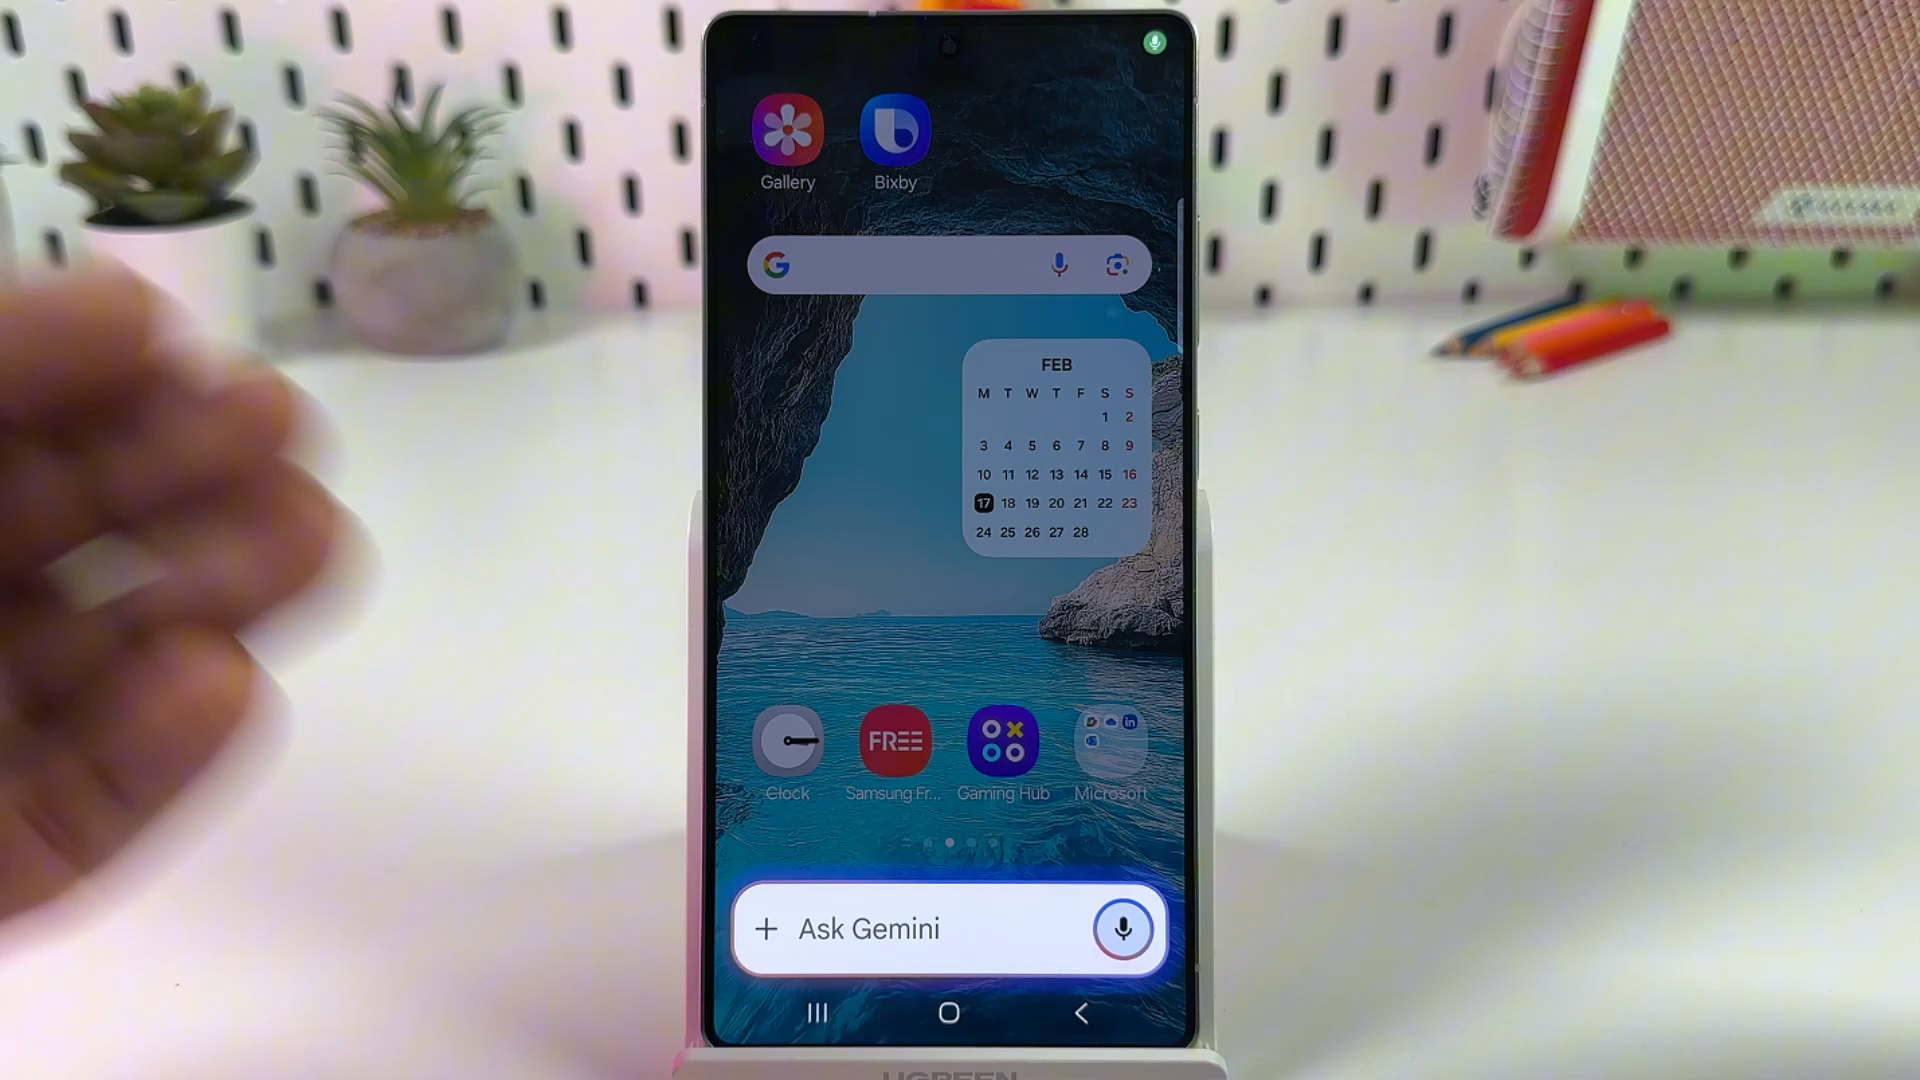 Gallery
Bixby
FEB
M T W T F S S
1 2
3 4 5 6 7 8 9
10 11 12 13 14 15 16
17 18 19 20 21 22 23
24 25 26 27 28
FREE
in
Clock
Samsung Fr...
Gaming Hub
Microsoft
+ Ask Gemini
UGREEN